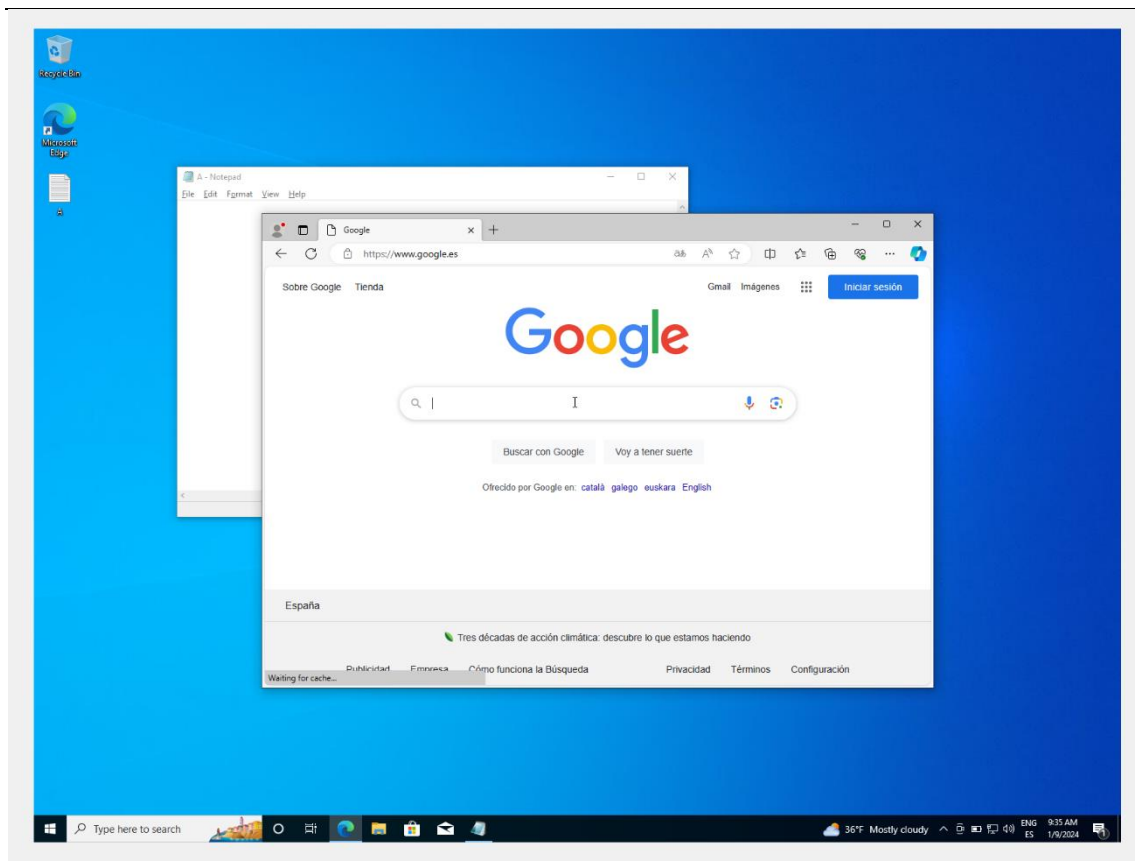 Recycle Bin
Microsoft
Edge
A
A - Notepad
File Edit Format View Help
Google
https://www.google.es
Sobre Google Tienda Gmail Imágenes Iniciar sesión
Google
Buscar con Google Voy a tener suerte
Ofrecido por Google en: català galego euskara English
España
Tres décadas de acción climática: descubre lo que estamos haciendo
Publicidad Empresa Cómo funciona la Búsqueda Privacidad Términos Configuración
Waiting for cache...
Type here to search 36°F Mostly cloudy ENG 9:35 AM
ES 1/9/2024